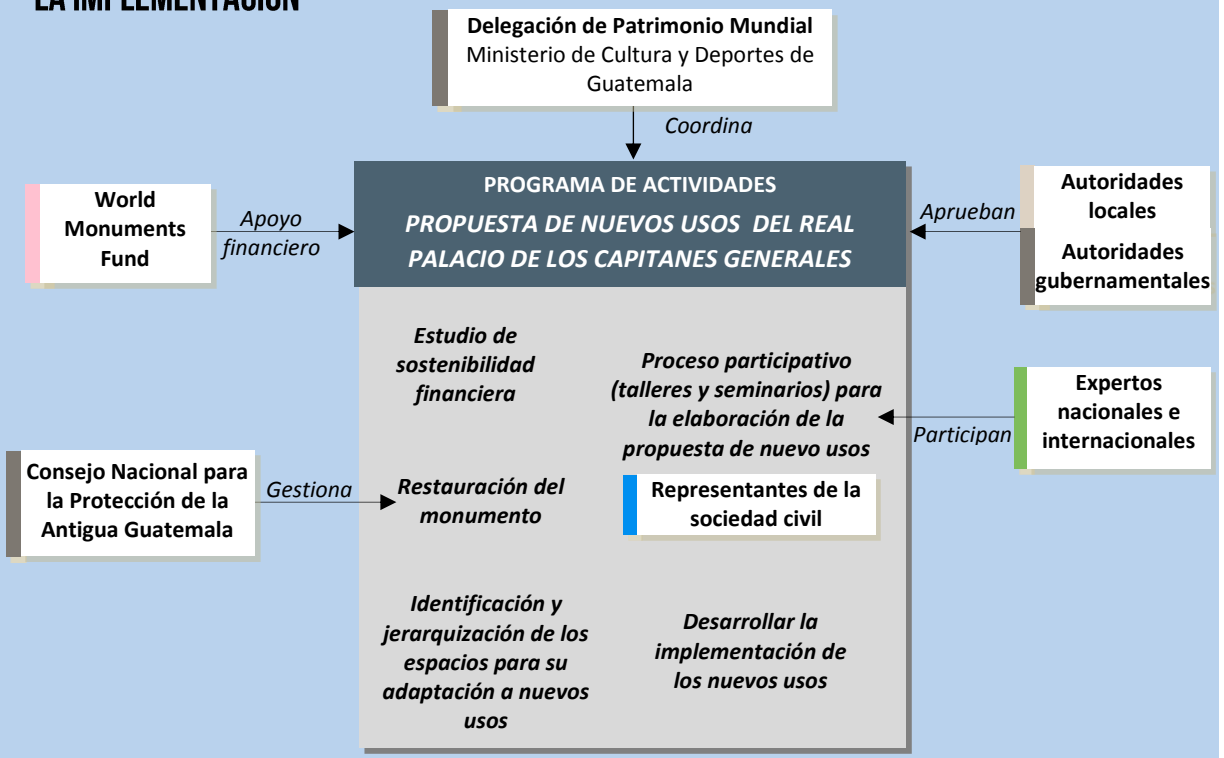 LA IMPLEMENTACIÓN
Delegación de Patrimonio Mundial
Ministerio de Cultura y Deportes de
Guatemala
Coordina
World
Monuments
Fund
Apoyo
financiero
PROGRAMA DE ACTIVIDADES
PROPUESTA DE NUEVOS USOS DEL REAL
PALACIO DE LOS CAPITANES GENERALES
Aprueban
Autoridades
locales
Autoridades
gubernamentales
Estudio de
sostenibilidad
financiera
Proceso participativo
(talleres y seminarios) para
la elaboración de la
propuesta de nuevo usos
Participan
Expertos
nacionales e
internacionales
Consejo Nacional para
la Protección de la
Antigua Guatemala
Gestiona
Restauración del
monumento
Representantes de la
sociedad civil
Identificación y
jerarquización de los
espacios para su
adaptación a nuevos
usos
Desarrollar la
implementación de
los nuevos usos